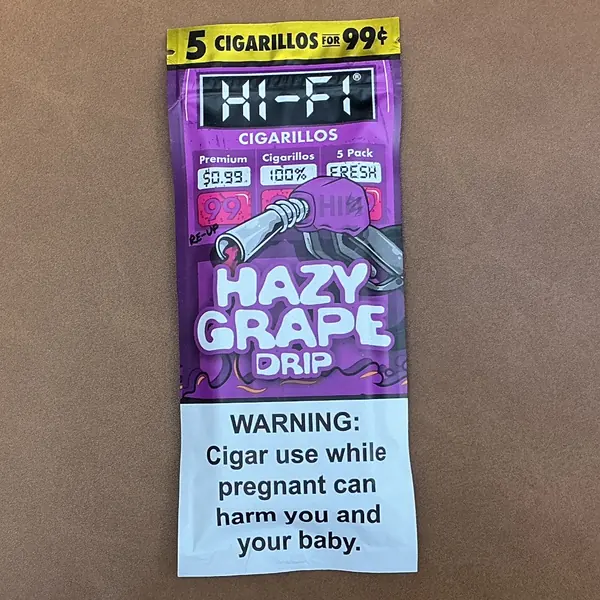 5 CIGARILLOS FOR 99¢
HI-FI®
CIGARILLOS
Premium Cigarillos 5 Pack
$0.99. 100% FRESH
99 HI4
RE-UP
HAZY
GRAPE
DRIP
WARNING:
Cigar use while
pregnant can
harm you and
your baby.